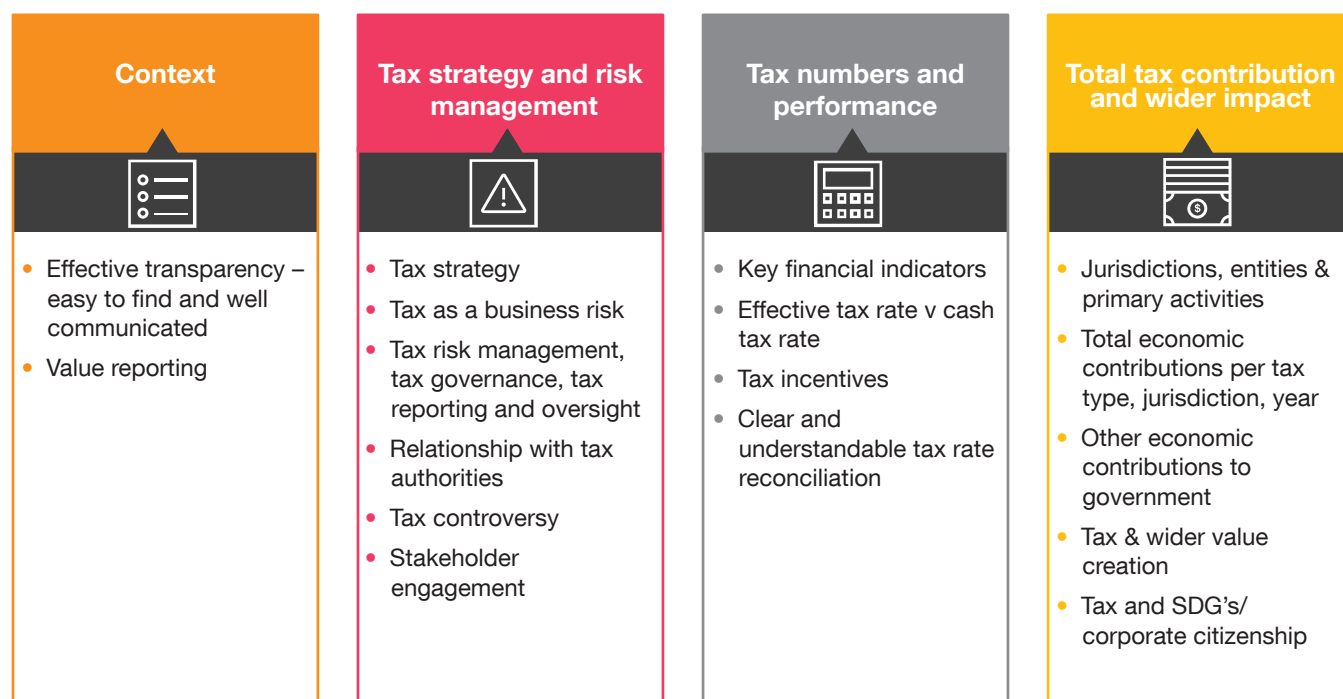 Context
• Effective transparency –
easy to find and well
communicated
• Value reporting
Tax strategy and risk
management
• Tax strategy
• Tax as a business risk
• Tax risk management,
tax governance, tax
reporting and oversight
• Relationship with tax
authorities
• Tax controversy
• Stakeholder
engagement
Tax numbers and
performance
• Key financial indicators
• Effective tax rate v cash
tax rate
• Tax incentives
• Clear and
understandable tax rate
reconciliation
Total tax contribution
and wider impact
$
• Jurisdictions, entities &
primary activities
• Total economic
contributions per tax
type, jurisdiction, year
• Other economic
contributions to
government
• Tax & wider value
creation
• Tax and SDG's/
corporate citizenship